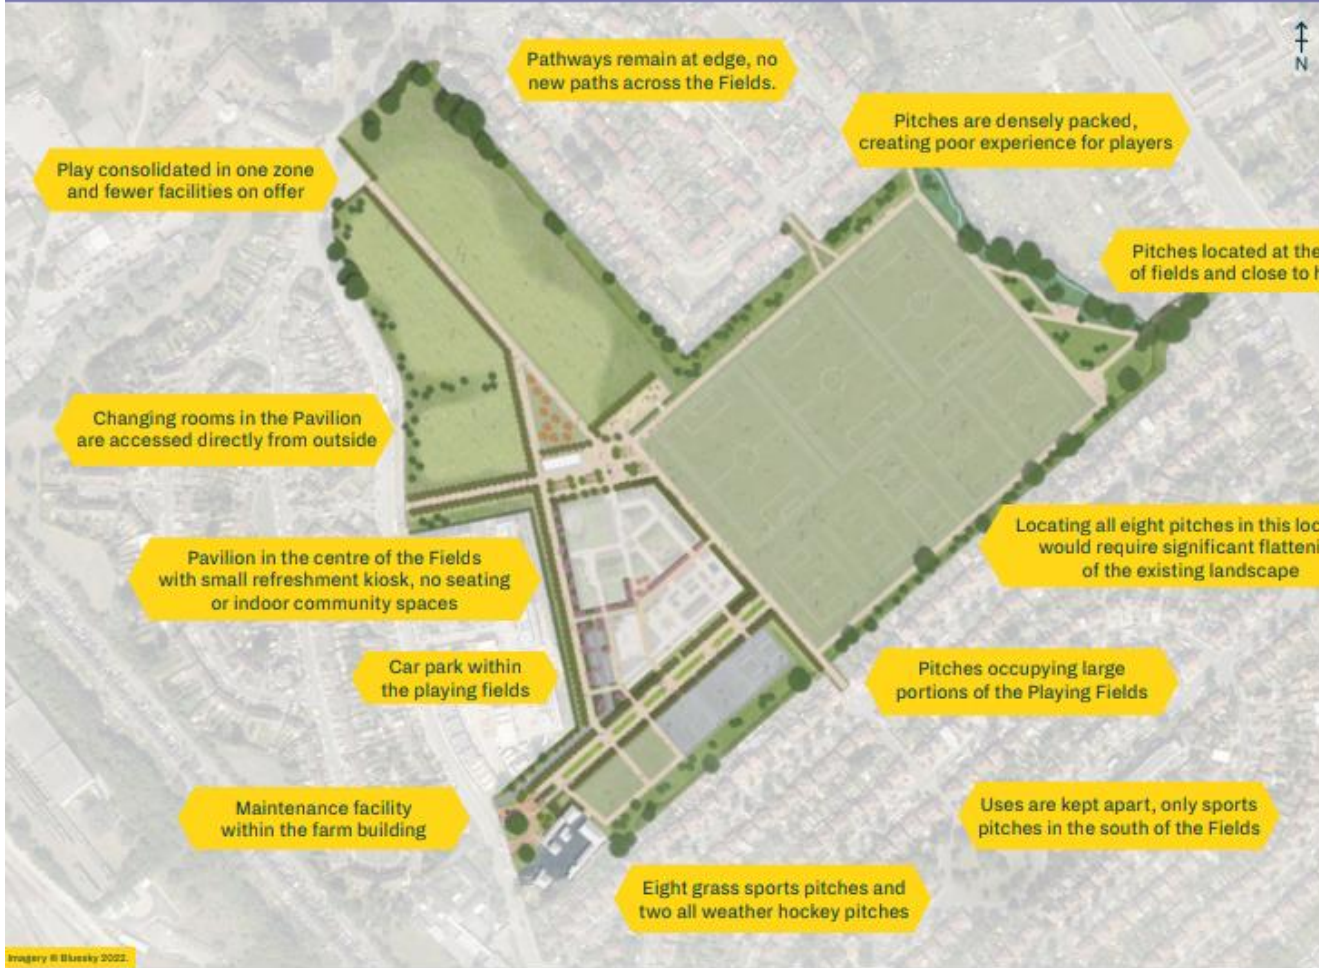 N
Pathways remain at edge, no
new paths across the Fields.
Pitches are densely packed,
creating poor experience for players
Play consolidated in one zone
and fewer facilities on offer
Pitches located at the
of fields and close to
Changing rooms in the Pavilion
are accessed directly from outside
Locating all eight pitches in this
would require significant
of the existing landscape
Pavilion in the centre of the Fields
with small refreshment kiosk, no seating
or indoor community spaces
Car park within
the playing fields
Pitches occupying large
portions of the Playing Fields
Maintenance facility
within the farm building
Uses are kept apart, only sports
pitches in the south of the Fields
Eight grass sports pitches and
two all weather hockey pitches
Imagery © Bluesky 2022.